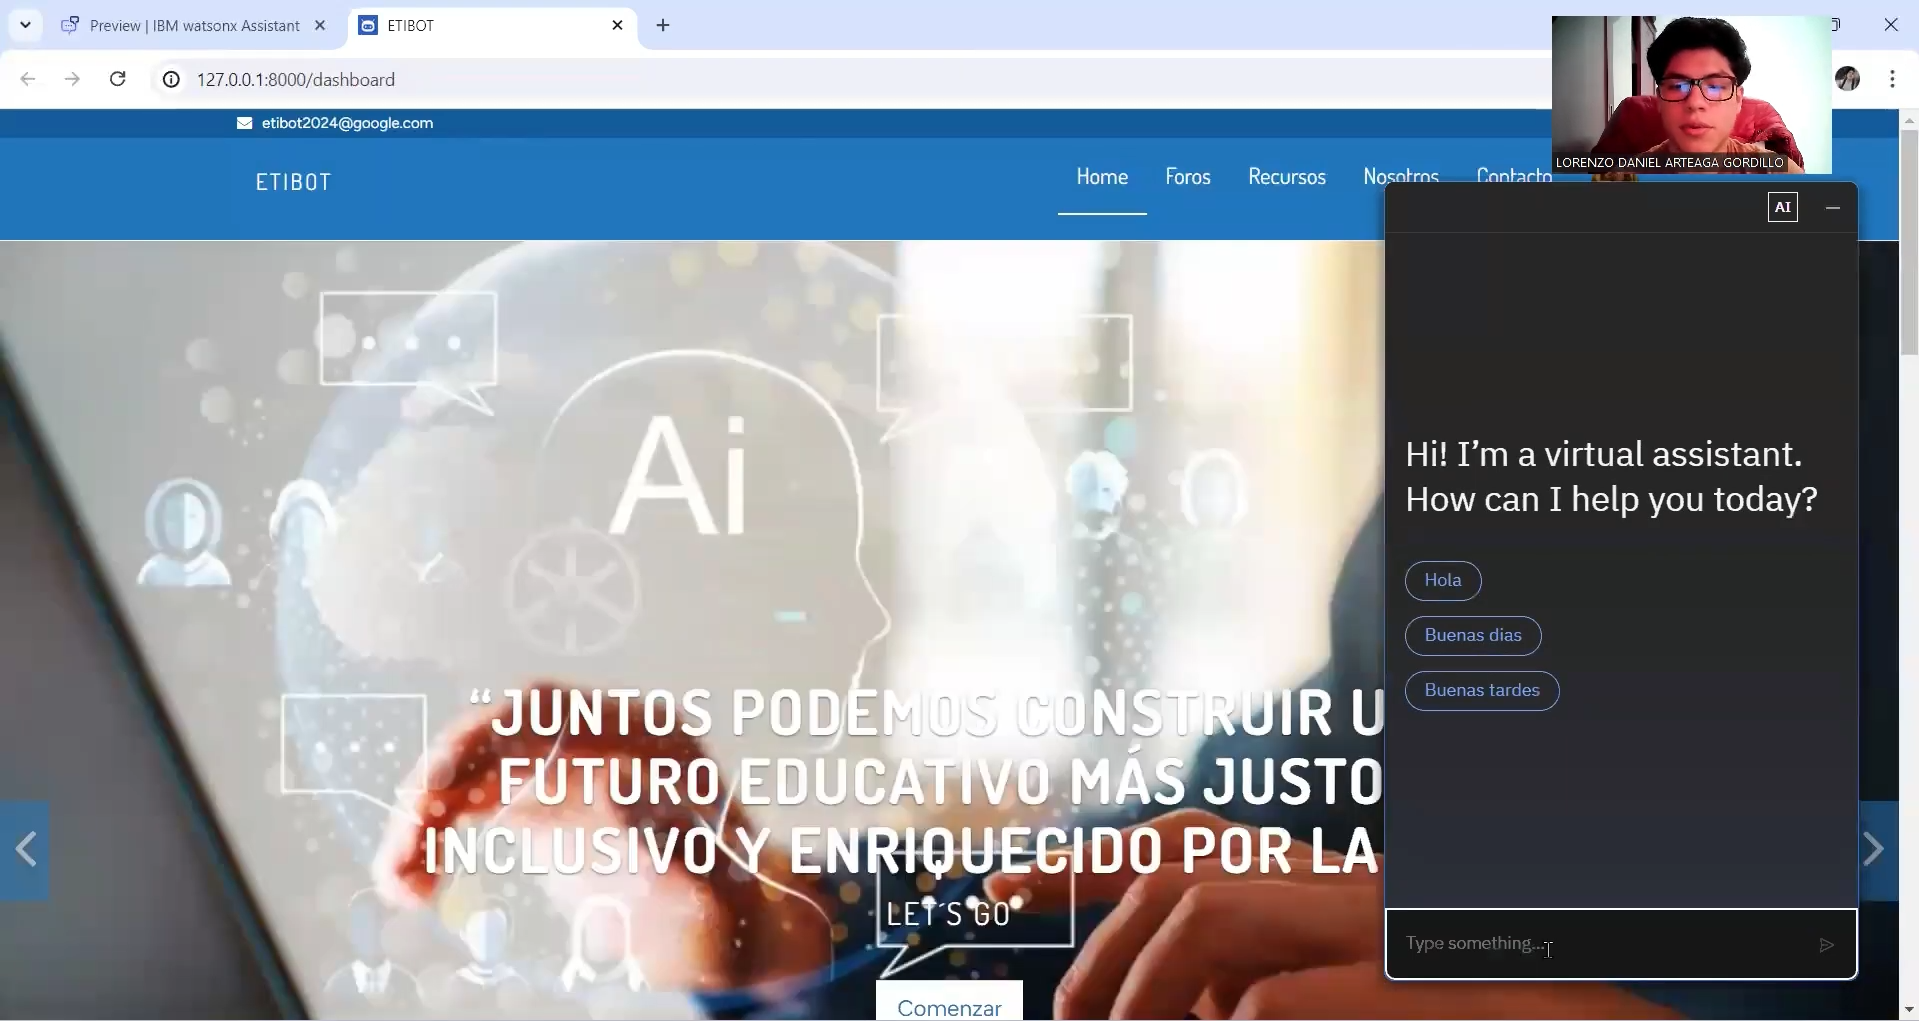 Preview | IBM watsonx Assistant
ETIBOT
127.0.0.1:8000/dashboard
etibot2024@google.com
ETIBOT
Home
Foros
Recursos
Nosotros
Contacto
LORENZO DANIEL ARTEAGA GORDILLO
AI
Ai
Hi! I'm a virtual assistant.
How can I help you today?
Hola
Buenas dias
Buenas tardes
“JUNTOS PODEMOS CONSTRUIR U
FUTURO EDUCATIVO MÁS JUSTO
INCLUSIVO Y ENRIQUECIDO POR LA
LET´S GO
Type something...
Comenzar